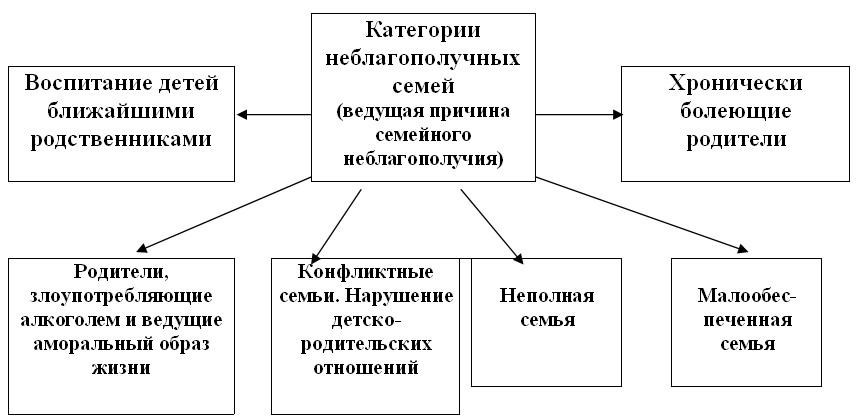 Категории
неблагополучных
семей
(ведущая причина
семейного
неблагополучия)
Воспитание детей
ближайшими
родственниками
Хронически
болеющие
родители
Родители,
злоупотребляющие
алкоголем и ведущие
аморальный образ
жизни
Конфликтные
семьи. Нарушение
детско-
родительских
отношений
Неполная
семья
Малообес-
печенная
семья